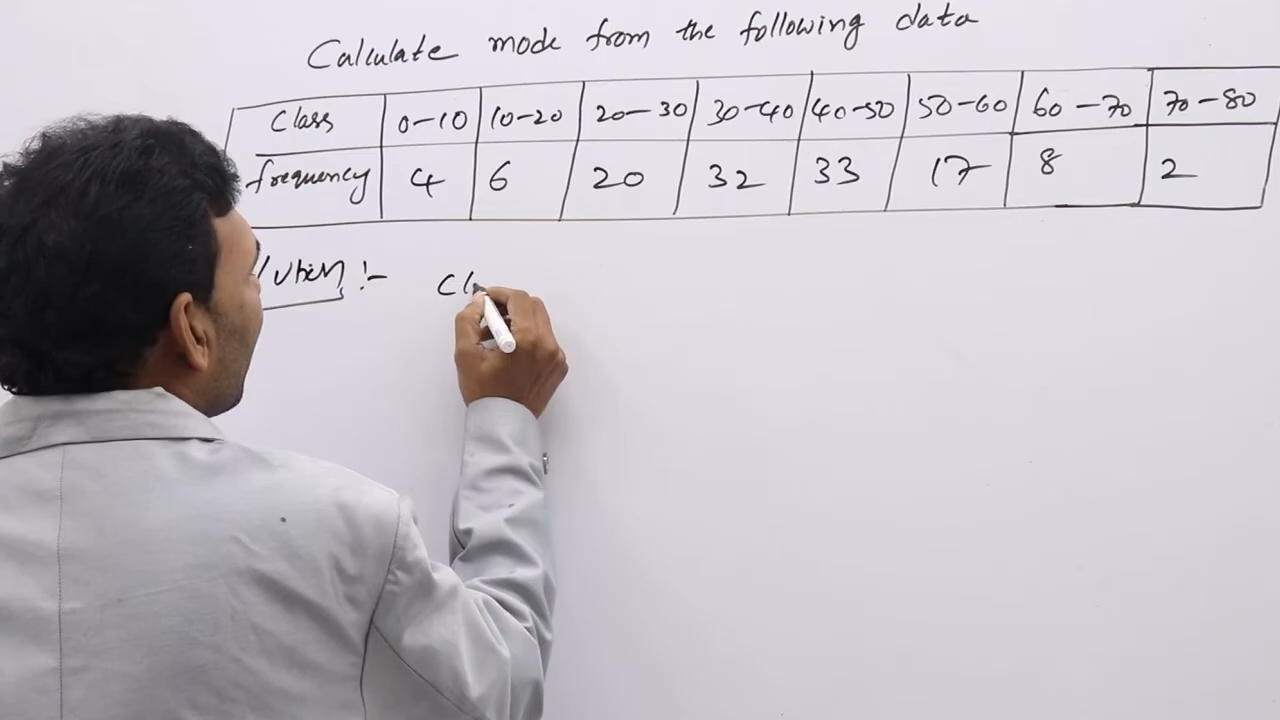 Calculate mode from the following data
Class 0-10 10-20 20-30 30-40 40-50 50-60 60-70 70-80
frequency 4 6 20 32 33 17 8 2
lution :- Cl